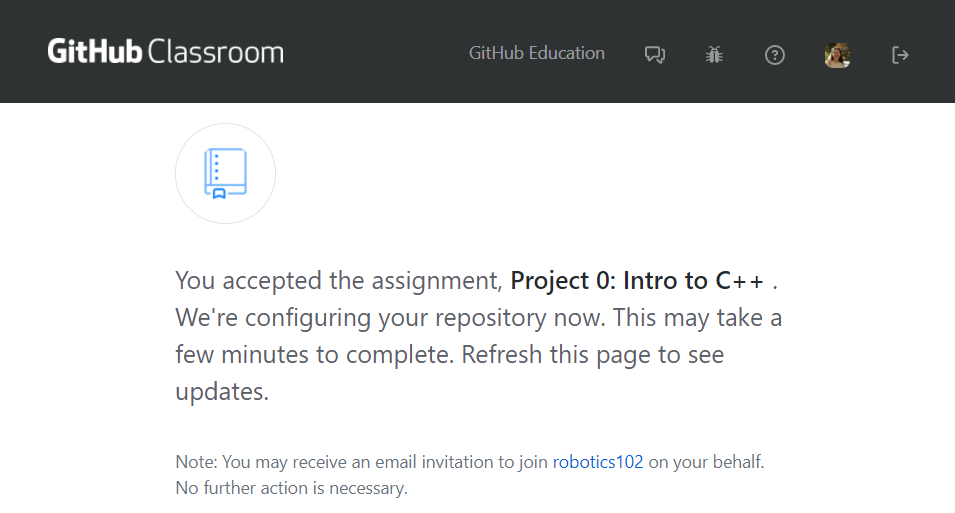 GitHub Classroom
GitHub Education
You accepted the assignment, Project 0: Intro to C++ .
We're configuring your repository now. This may take a
few minutes to complete. Refresh this page to see
updates.
Note: You may receive an email invitation to join robotics102 on your behalf.
No further action is necessary.